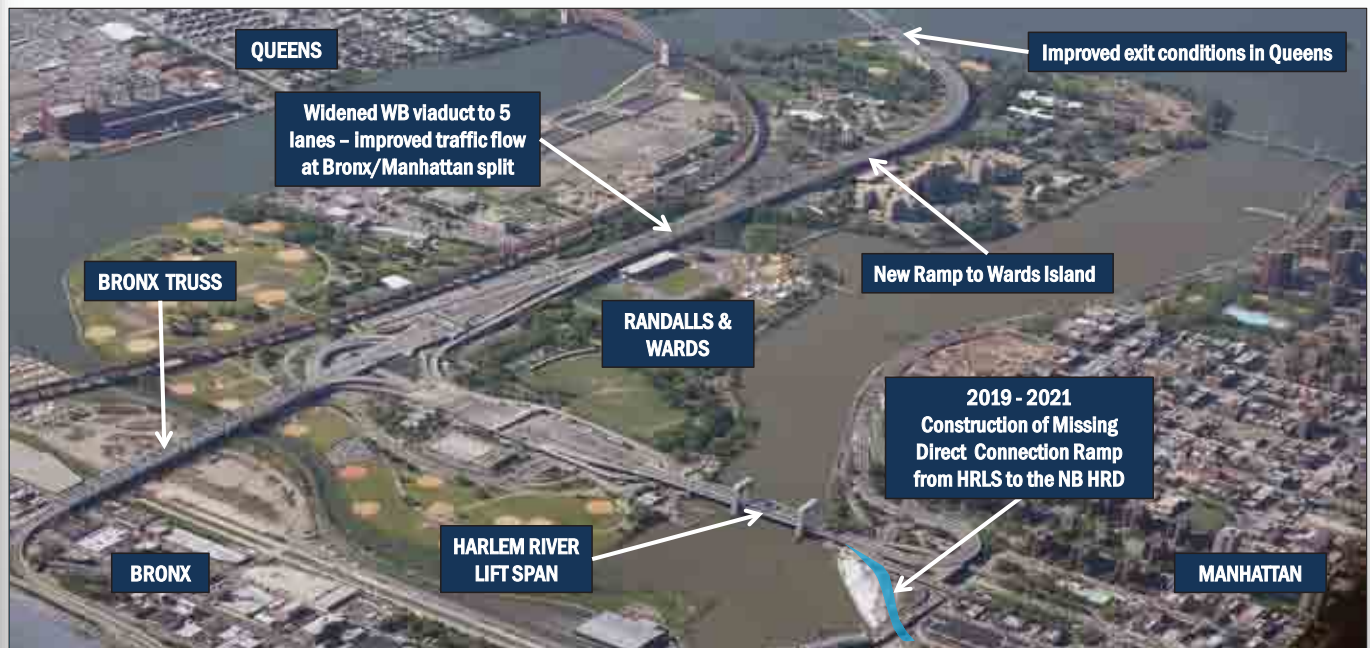 QUEENS
Improved exit conditions in Queens
Widened WB viaduct to 5
lanes – improved traffic flow
at Bronx/Manhattan split
BRONX TRUSS
New Ramp to Wards Island
RANDALLS &
WARDS
2019 - 2021
Construction of Missing
Direct Connection Ramp
from HRLS to the NB HRD
HARLEM RIVER
LIFT SPAN
BRONX
MANHATTAN